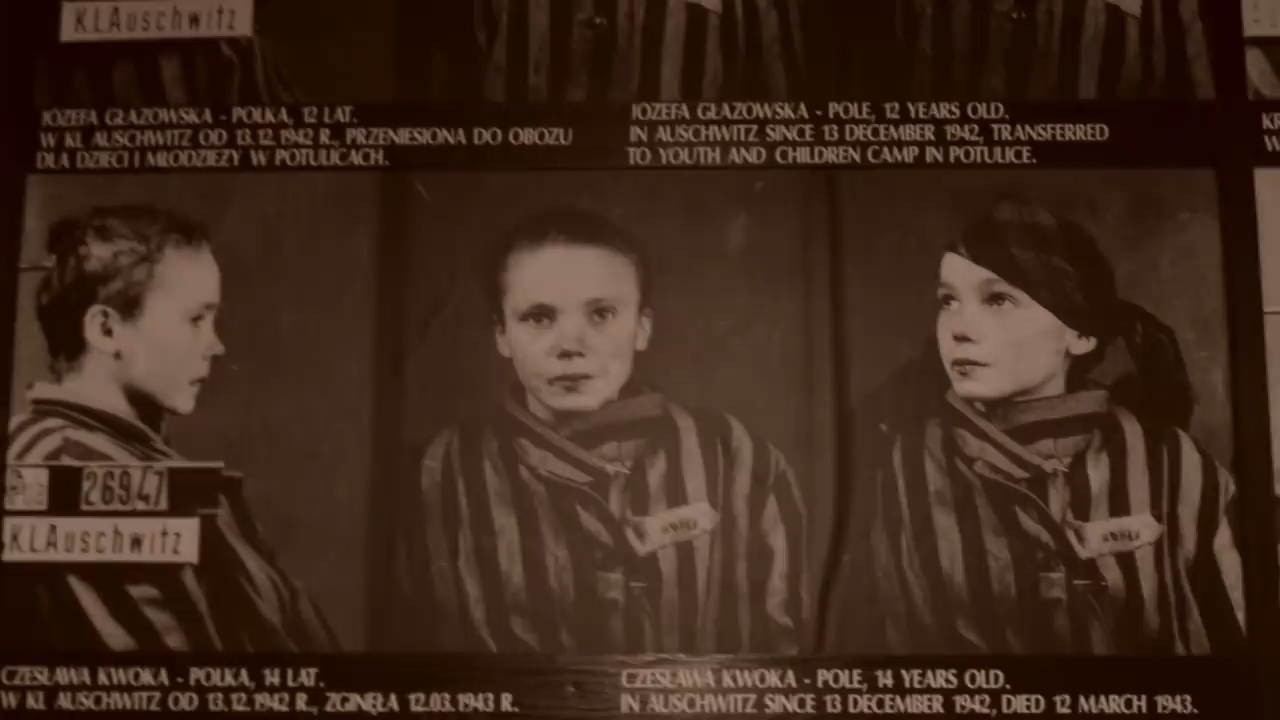 K.L.Auschwitz
JÓZEFA GŁAZOWSKA - POLKA, 12 LAT.
W KL AUSCHWITZ OD 13.12.1942 R., PRZENIESIONA DO OBOZU
DLA DZIECI I MŁODZIEŻY W POTULICACH.
JÓZEFA GŁAZOWSKA - POLE, 12 YEARS OLD.
IN AUSCHWITZ SINCE 13 DECEMBER 1942, TRANSFERRED
TO YOUTH AND CHILDREN CAMP IN POTULICE.
26947
K.L.Auschwitz
CZESŁAWA KWOKA - POLKA, 14 LAT.
W KL AUSCHWITZ OD 13.12.1942 R., ZGINĘŁA 12.03.1943 R.
CZESŁAWA KWOKA - POLE, 14 YEARS OLD.
IN AUSCHWITZ SINCE 13 DECEMBER 1942, DIED 12 MARCH 1943.